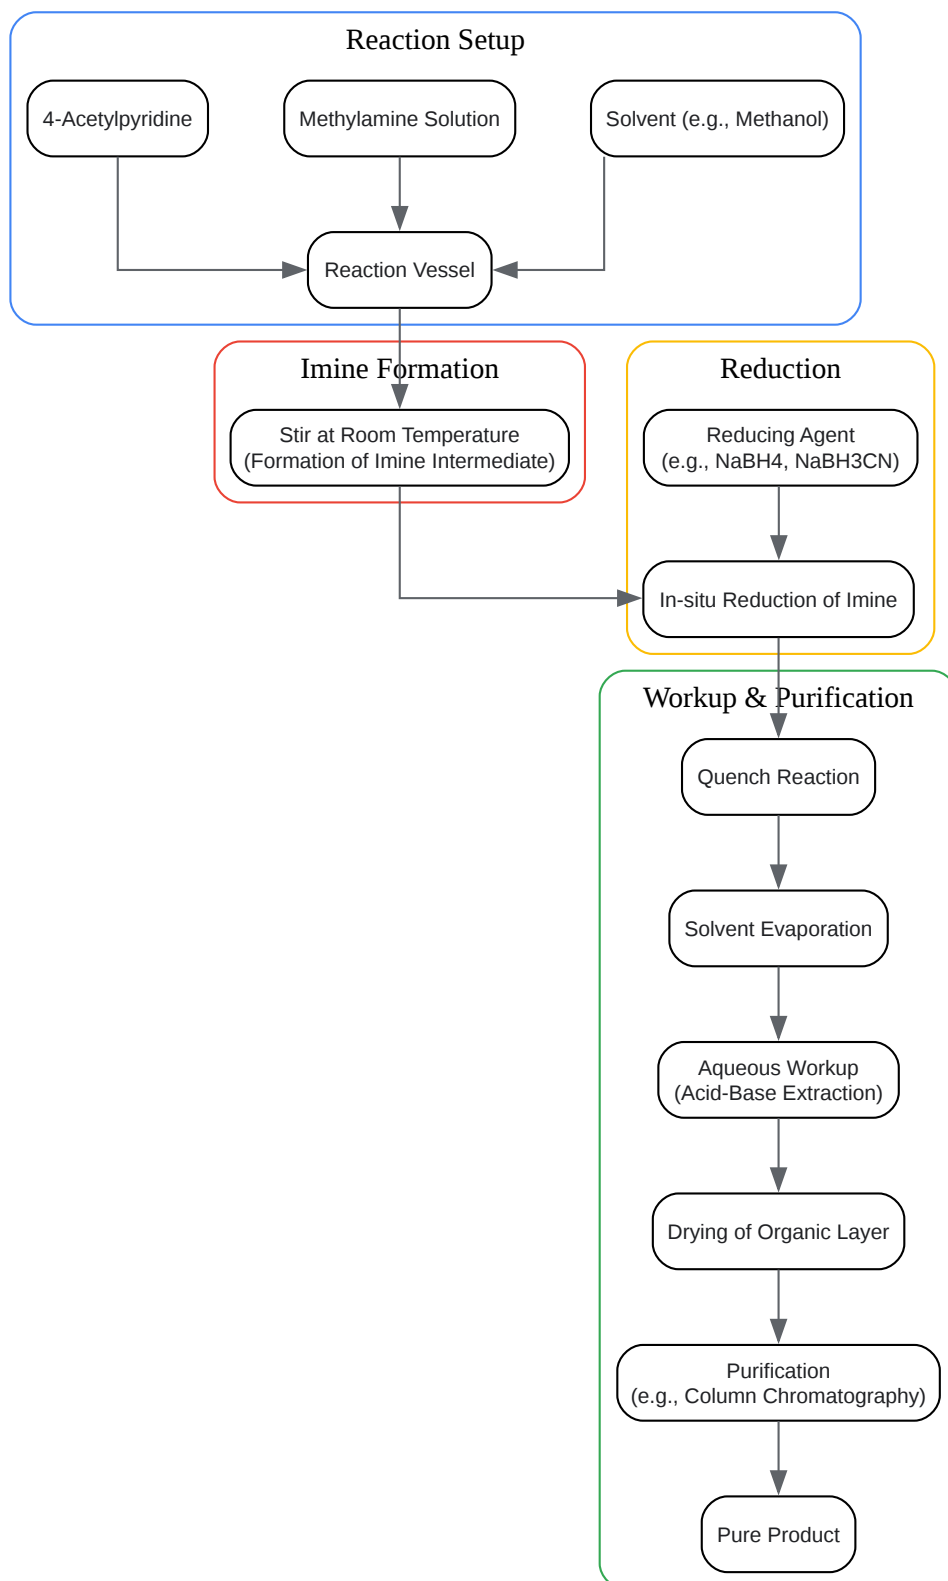 Reaction Setup
4-Acetylpyridine
Methylamine Solution
Solvent (e.g., Methanol)
Reaction Vessel
Imine Formation
Stir at Room Temperature
(Formation of Imine Intermediate)
Reduction
Reducing Agent
(e.g., NaBH4, NaBH3CN)
In-situ Reduction of Imine
Workup & Purification
Quench Reaction
Solvent Evaporation
Aqueous Workup
(Acid-Base Extraction)
Drying of Organic Layer
Purification
(e.g., Column Chromatography)
Pure Product